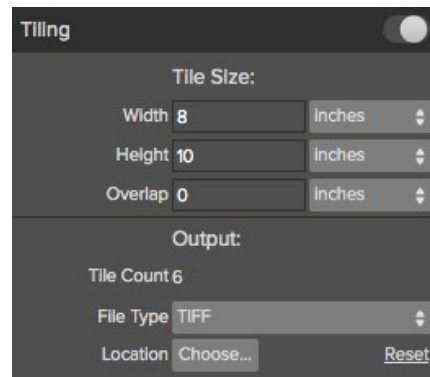 Tiling
Tile Size:
Width 8 inches
Height 10 inches
Overlap 0 inches
Output:
Tile Count 6
File Type TIFF
Location Choose... Reset